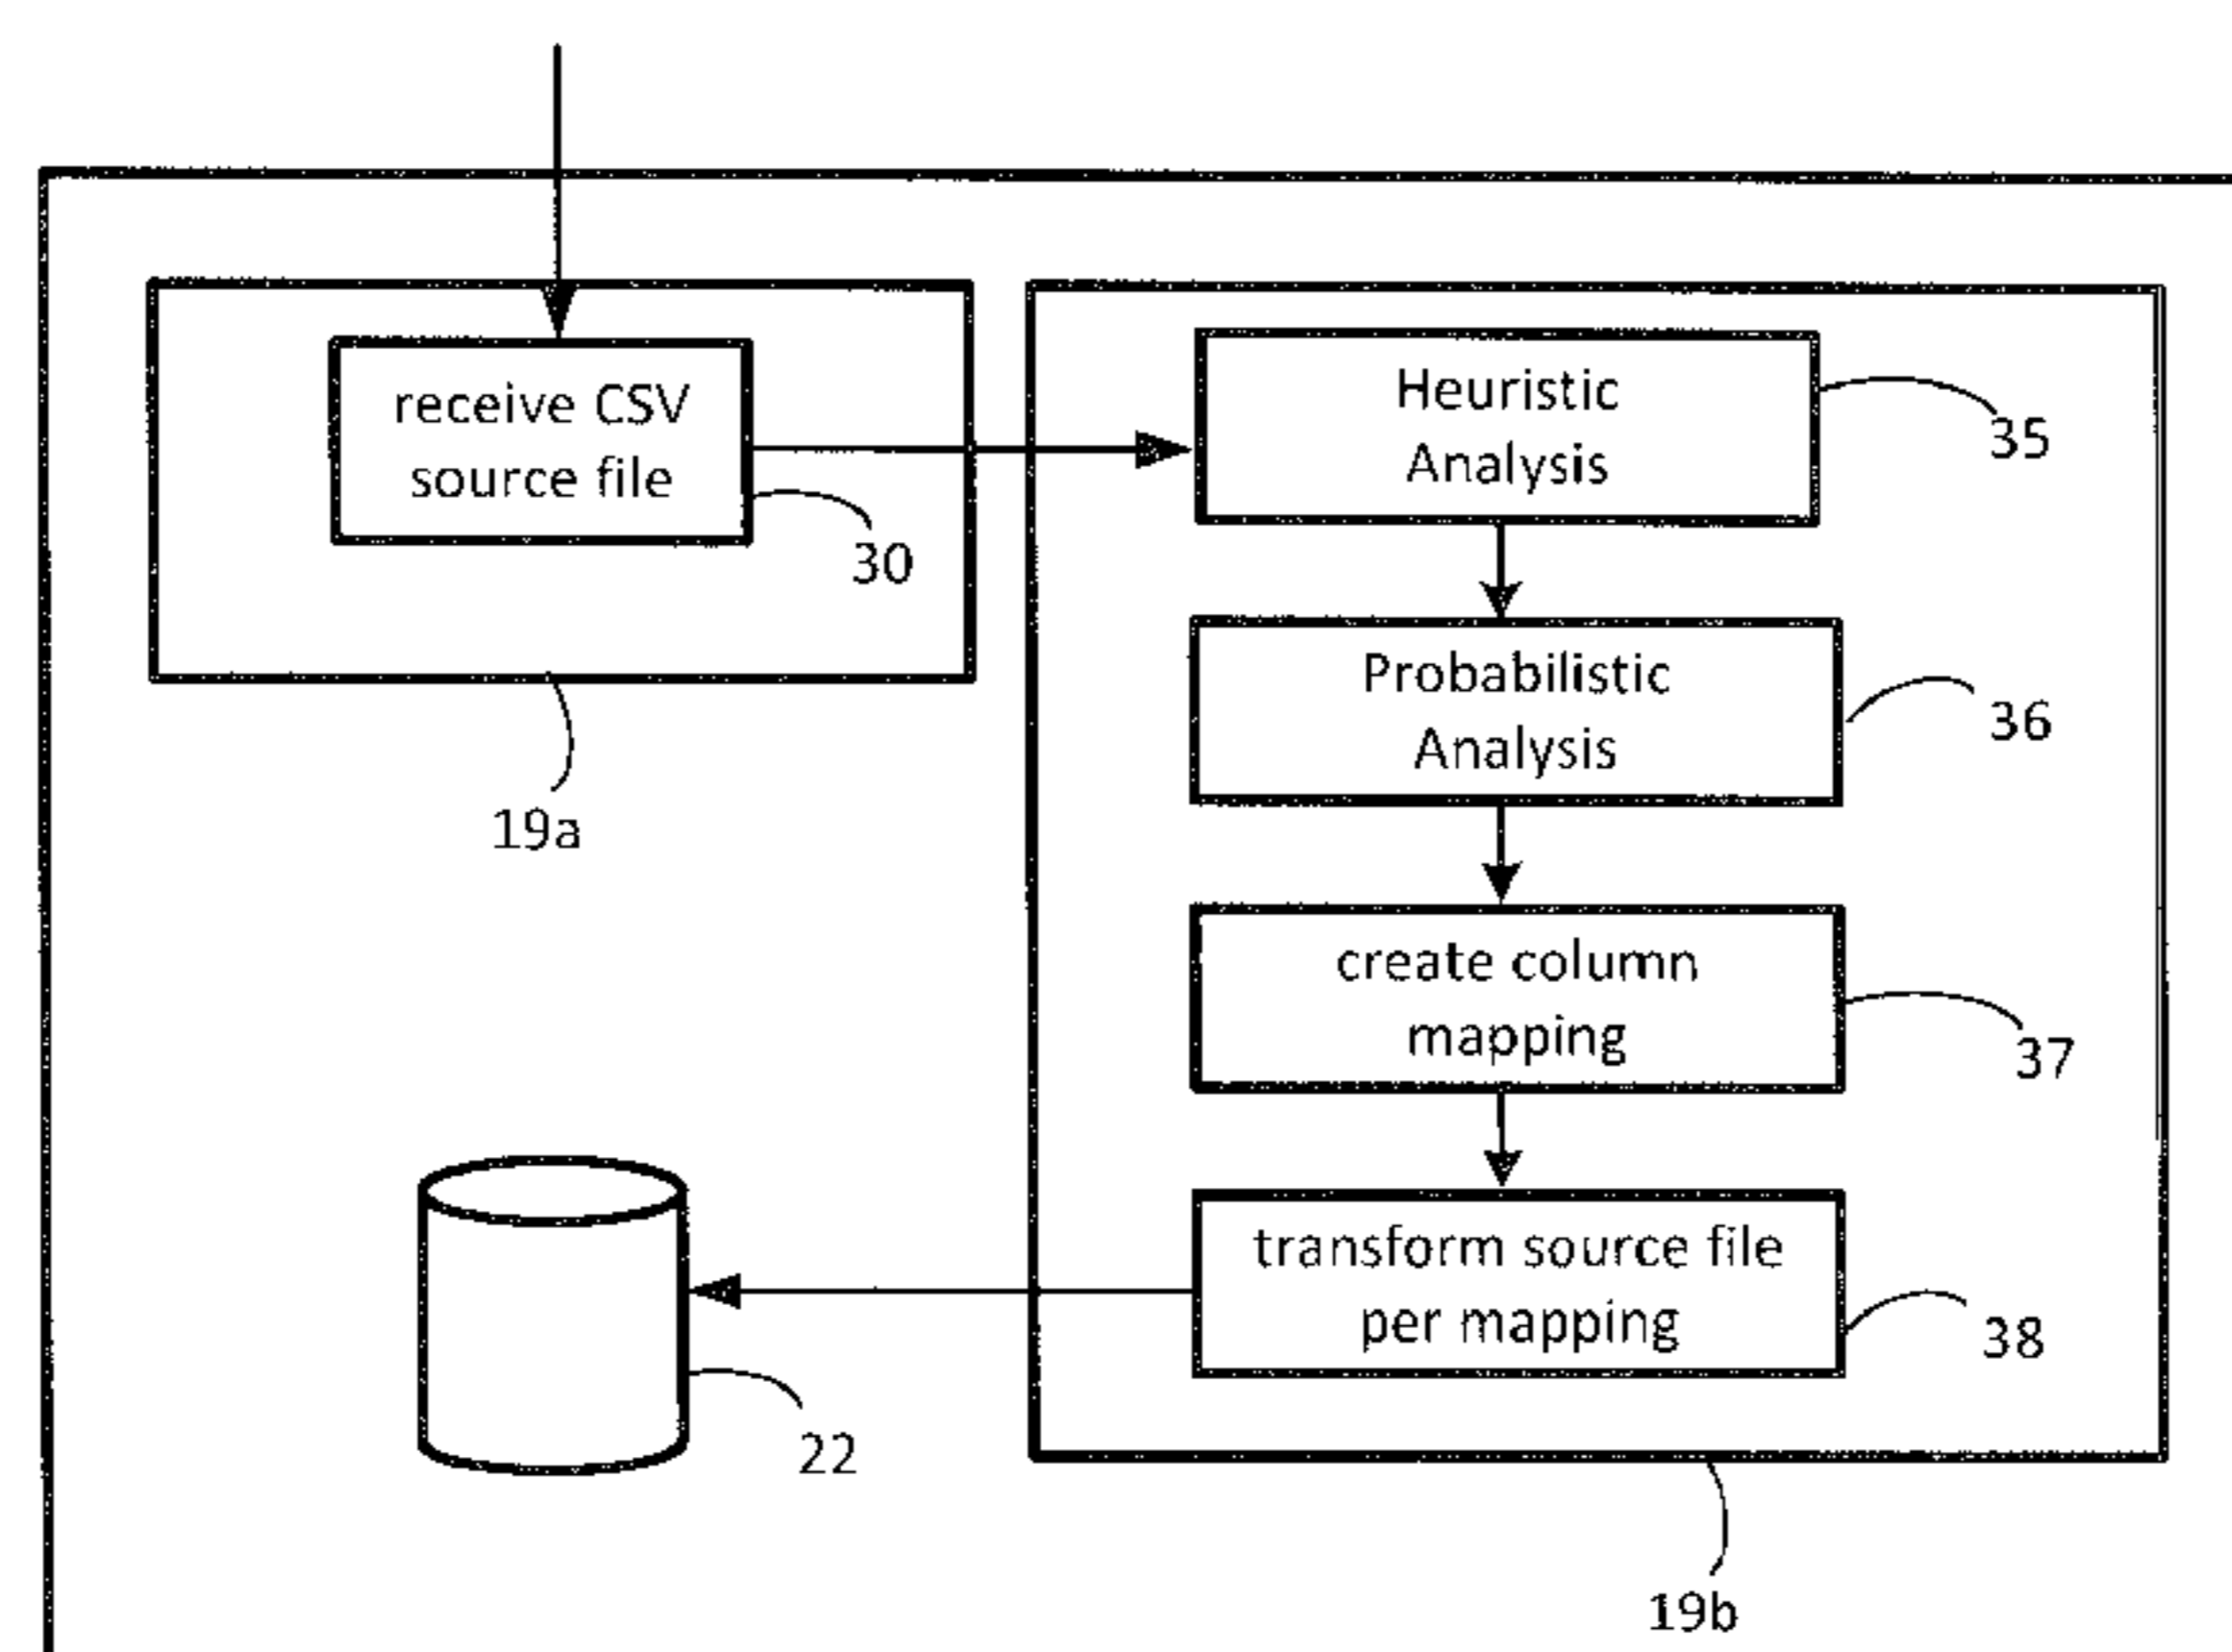 receive CSV
source file
30
19a
Heuristic
Analysis
35
Probabilistic
Analysis
36
create column
mapping
37
transform source file
per mapping
38
22
19b